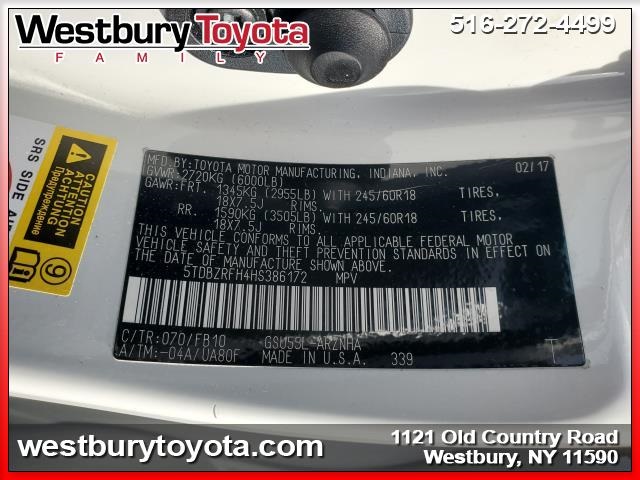 Westbury Toyota
FAMILY
516-272-4499
CAUTION
ATTENTION
ACHTUNG
Предупреждение
9
MFD.BY:TOYOTA MOTOR MANUFACTURING, INDIANA, INC. 02/17
GVWR:2720KG (6000LB)
GAWR:FRT. 1345KG (2955LB) WITH 245/60R18 TIRES,
18X7.5J RIMS.
RR. 1590KG (3505LB) WITH 245/60R18 TIRES,
18X7.5J RIMS.
THIS VEHICLE CONFORMS TO ALL APPLICABLE FEDERAL MOTOR
VEHICLE SAFETY AND THEFT PREVENTION STANDARDS IN EFFECT ON
THE DATE OF MANUFACTURE SHOWN ABOVE.
5TDBZRFH4HS386172 MPV
C/TR:070/FB10 GSU55L-ARZNHA
A/TM:-04A/UA80F MADE IN U.S.A. 339 T
SRS SIDE
westburytoyota.com
1121 Old Country Road
Westbury, NY 11590